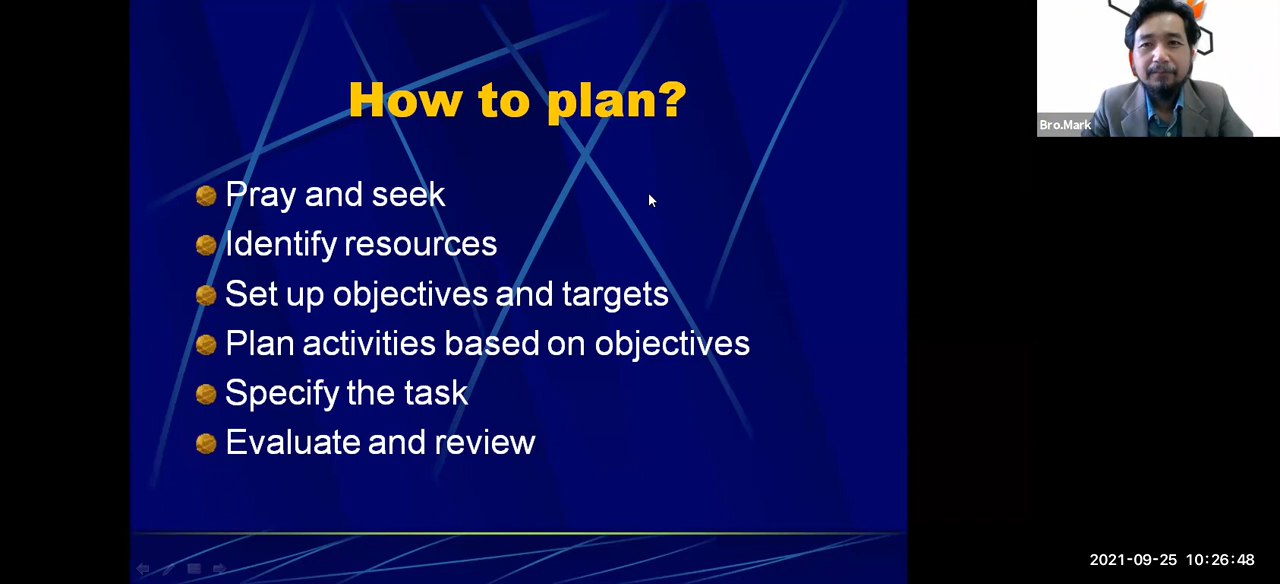 How to plan?
Pray and seek
Identify resources
Set up objectives and targets
Plan activities based on objectives
Specify the task
Evaluate and review
Bro.Mark
2021-09-25 10:26:48